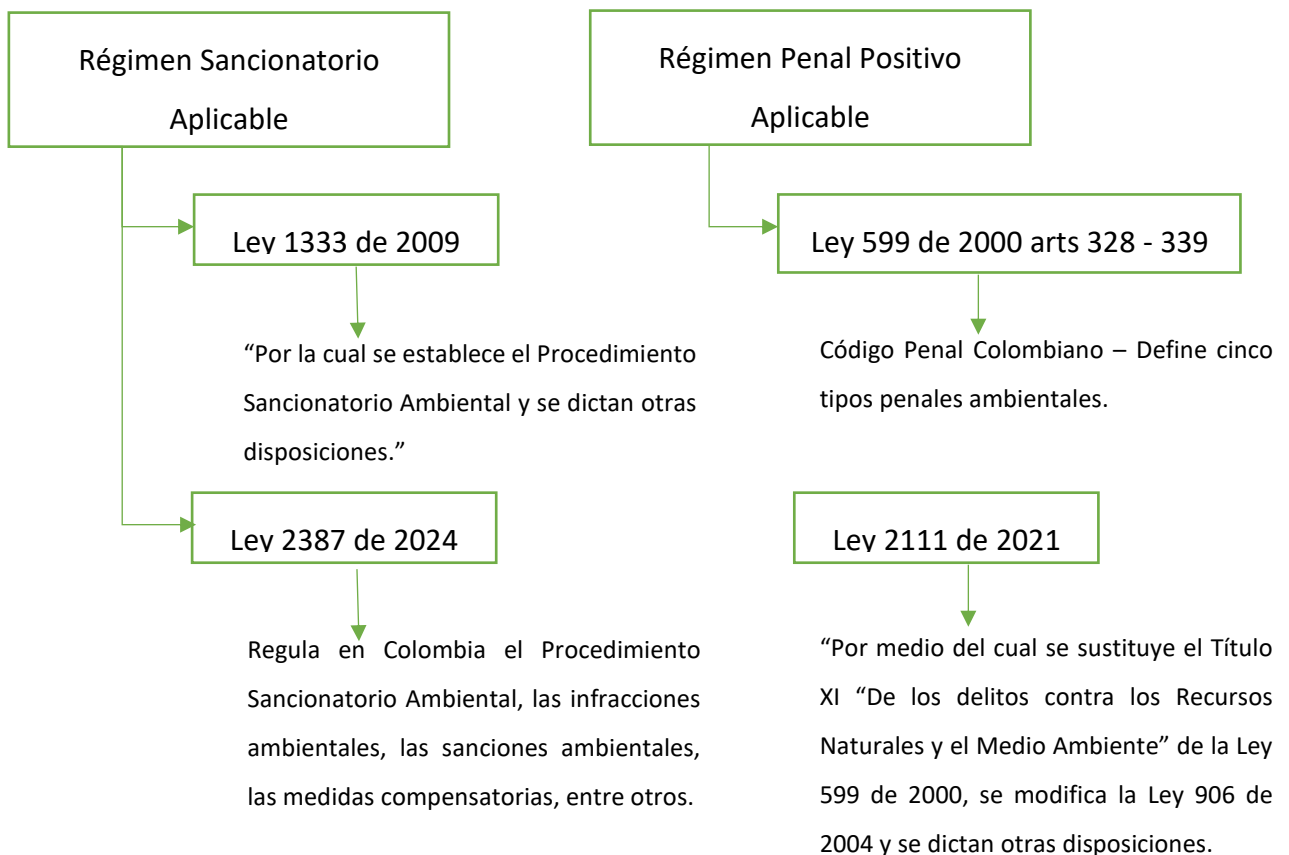 Régimen Sancionatorio
Aplicable
Régimen Penal Positivo
Aplicable
Ley 1333 de 2009
Ley 599 de 2000 arts 328 - 339
“Por la cual se establece el Procedimiento
Sancionatorio Ambiental y se dictan otras
disposiciones.”
Código Penal Colombiano – Define cinco
tipos penales ambientales.
Ley 2387 de 2024
Ley 2111 de 2021
Regula en Colombia el Procedimiento
Sancionatorio Ambiental, las infracciones
ambientales, las sanciones ambientales,
las medidas compensatorias, entre otros.
“Por medio del cual se sustituye el Título
XI “De los delitos contra los Recursos
Naturales y el Medio Ambiente” de la Ley
599 de 2000, se modifica la Ley 906 de
2004 y se dictan otras disposiciones.